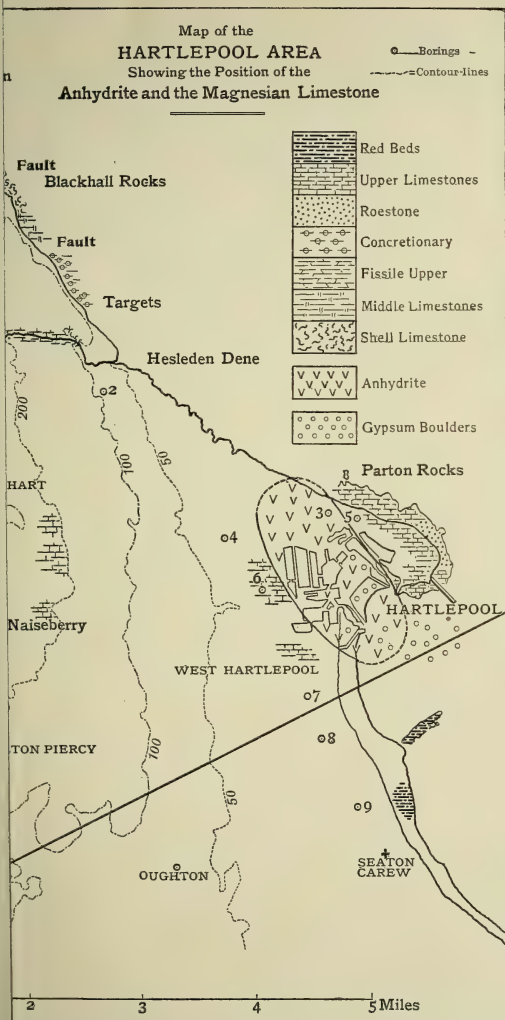 Map of the
HARTLEPOOL AREA
Showing the Position of the
Anhydrite and the Magnesian Limestone
Borings -
=Contour-lines
n
Red Beds
Upper Limestones
Roestone
Concretionary
Fissile Upper
Middle Limestones
Shell Limestone
Anhydrite
Gypsum Boulders
Fault
Blackhall Rocks
Fault
Targets
Hesleden Dene
2
200
100
50
HART
Parton Rocks
8
3
5
4
6
HARTLEPOOL
Naiseberry
WEST HARTLEPOOL
7
TON PIERCY
100
8
50
9
OUGHTON
SEATON
CAREW
2 3 4 5 Miles